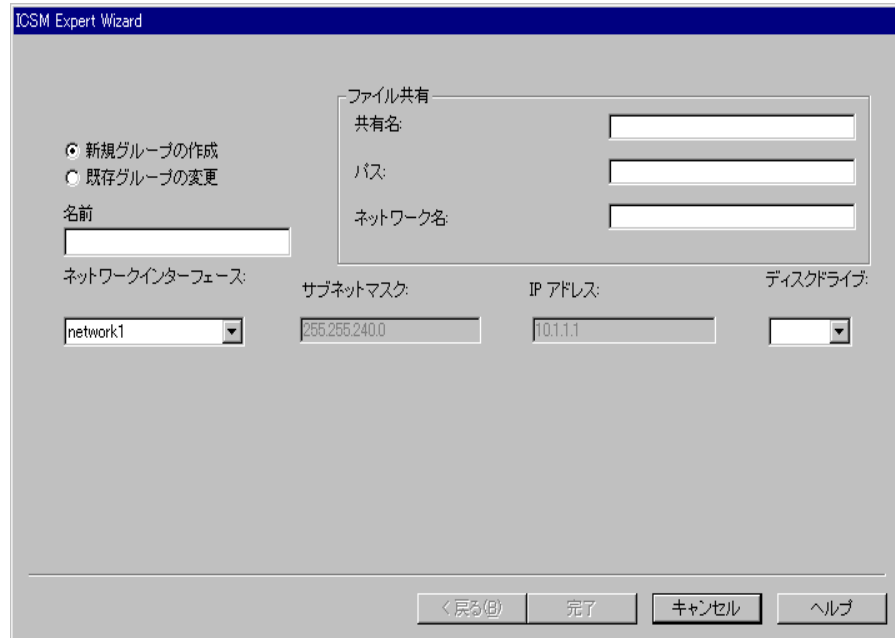 ICSM Expert Wizard
ファイル共有
共有名:
新規グループの作成
既存グループの変更
パス:
名前
ネットワーク名:
ネットワークインターフェース:
サブネットマスク:
IP アドレス:
ディスクドライブ:
network1
255.255.240.0
10.1.1.1
< 戻る(B)
完了
キャンセル
ヘルプ